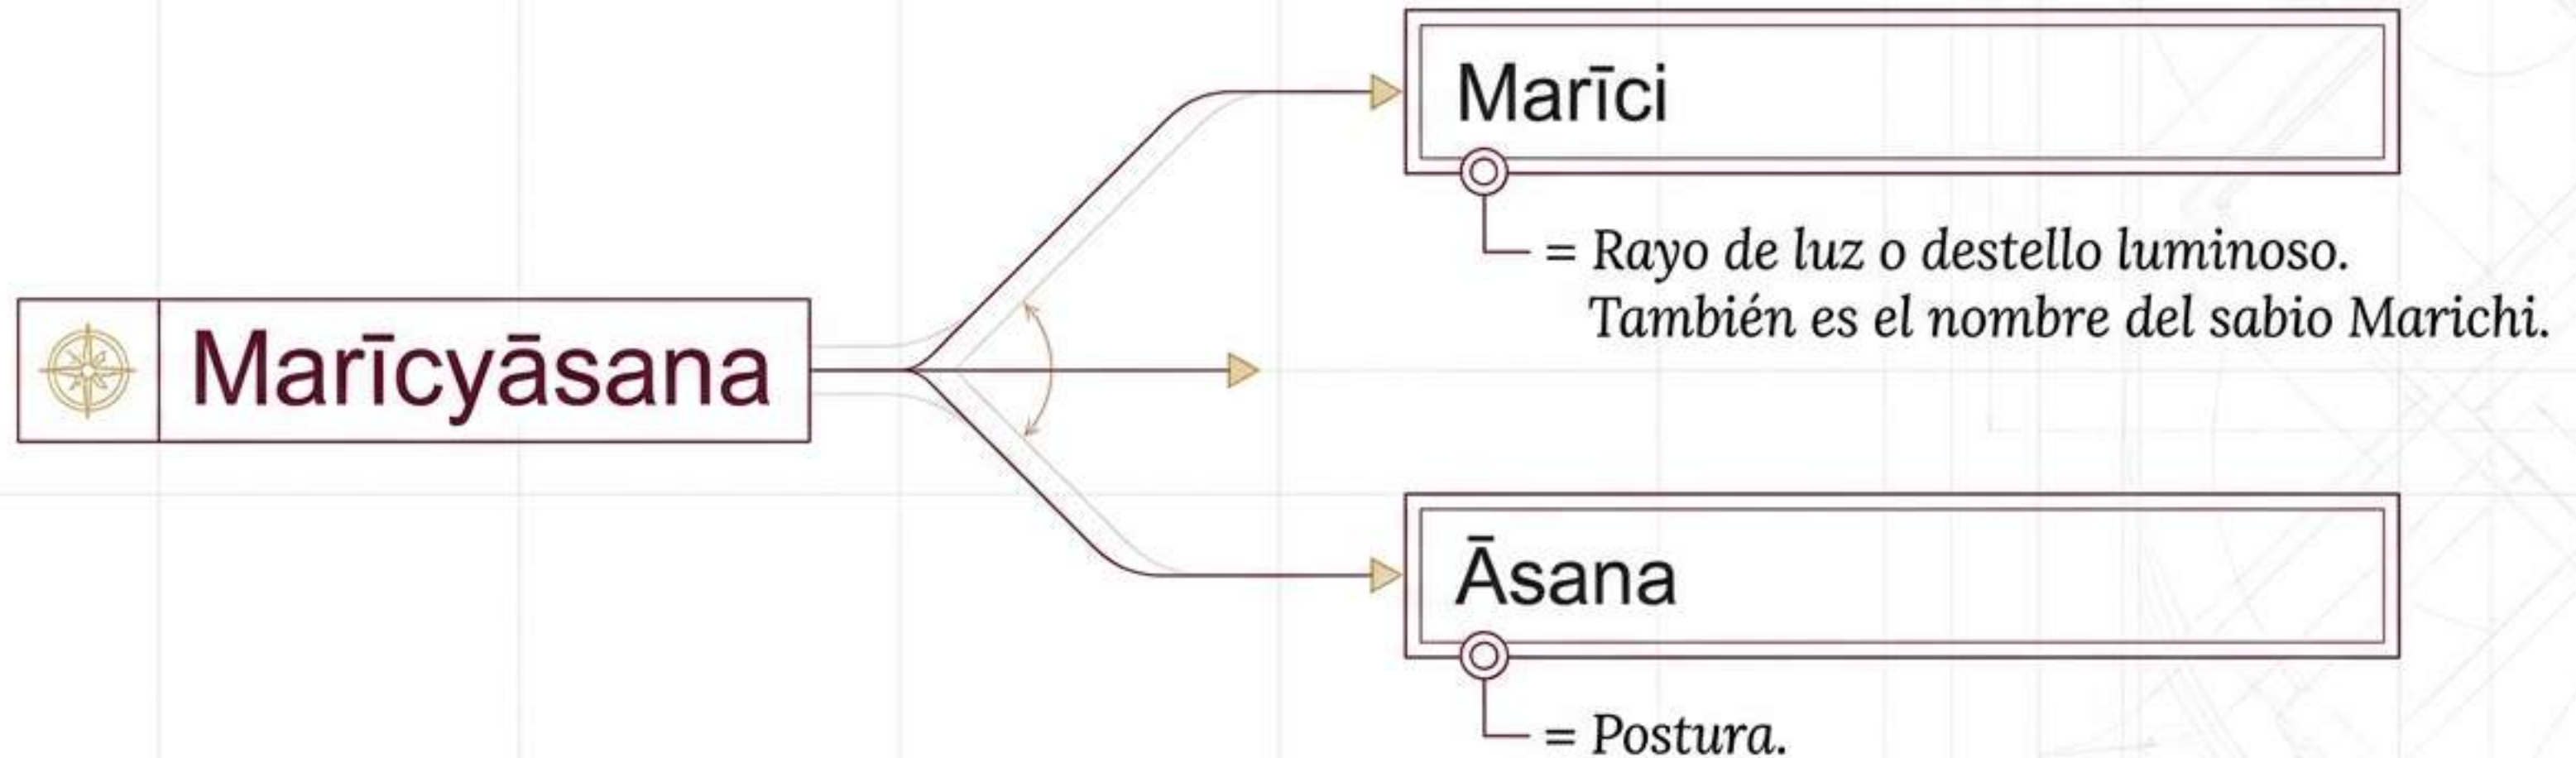 Marīcyāsana
Marīci
= Rayo de luz o destello luminoso.
También es el nombre del sabio Marichi.
Āsana
= Postura.